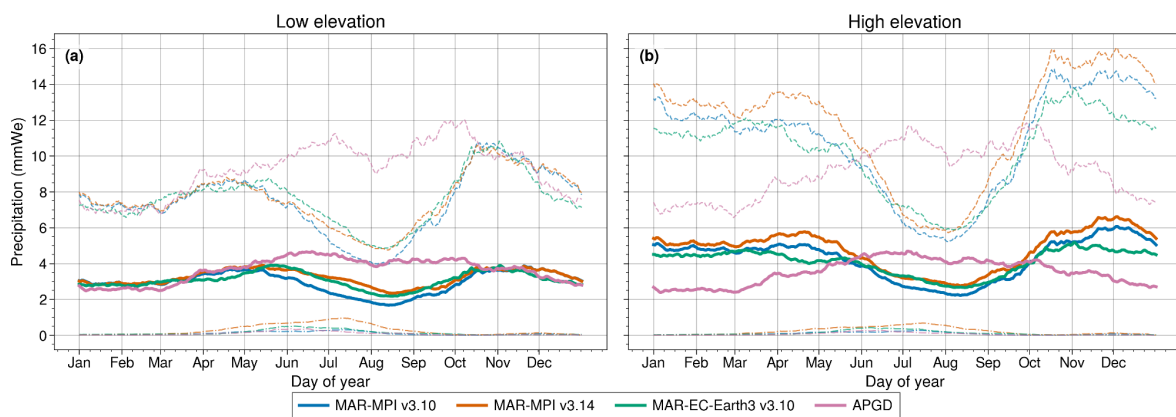 Low elevation
High elevation
Precipitation (mmWe)
16
14
12
10
8
6
4
2
0
(a)
(b)
Jan Feb Mar Apr May Jun Jul Aug Sep Oct Nov Dec
Jan Feb Mar Apr May Jun Jul Aug Sep Oct Nov Dec
Day of year
Day of year
MAR-MPI v3.10 MAR-MPI v3.14 MAR-EC-Earth3 v3.10 APGD